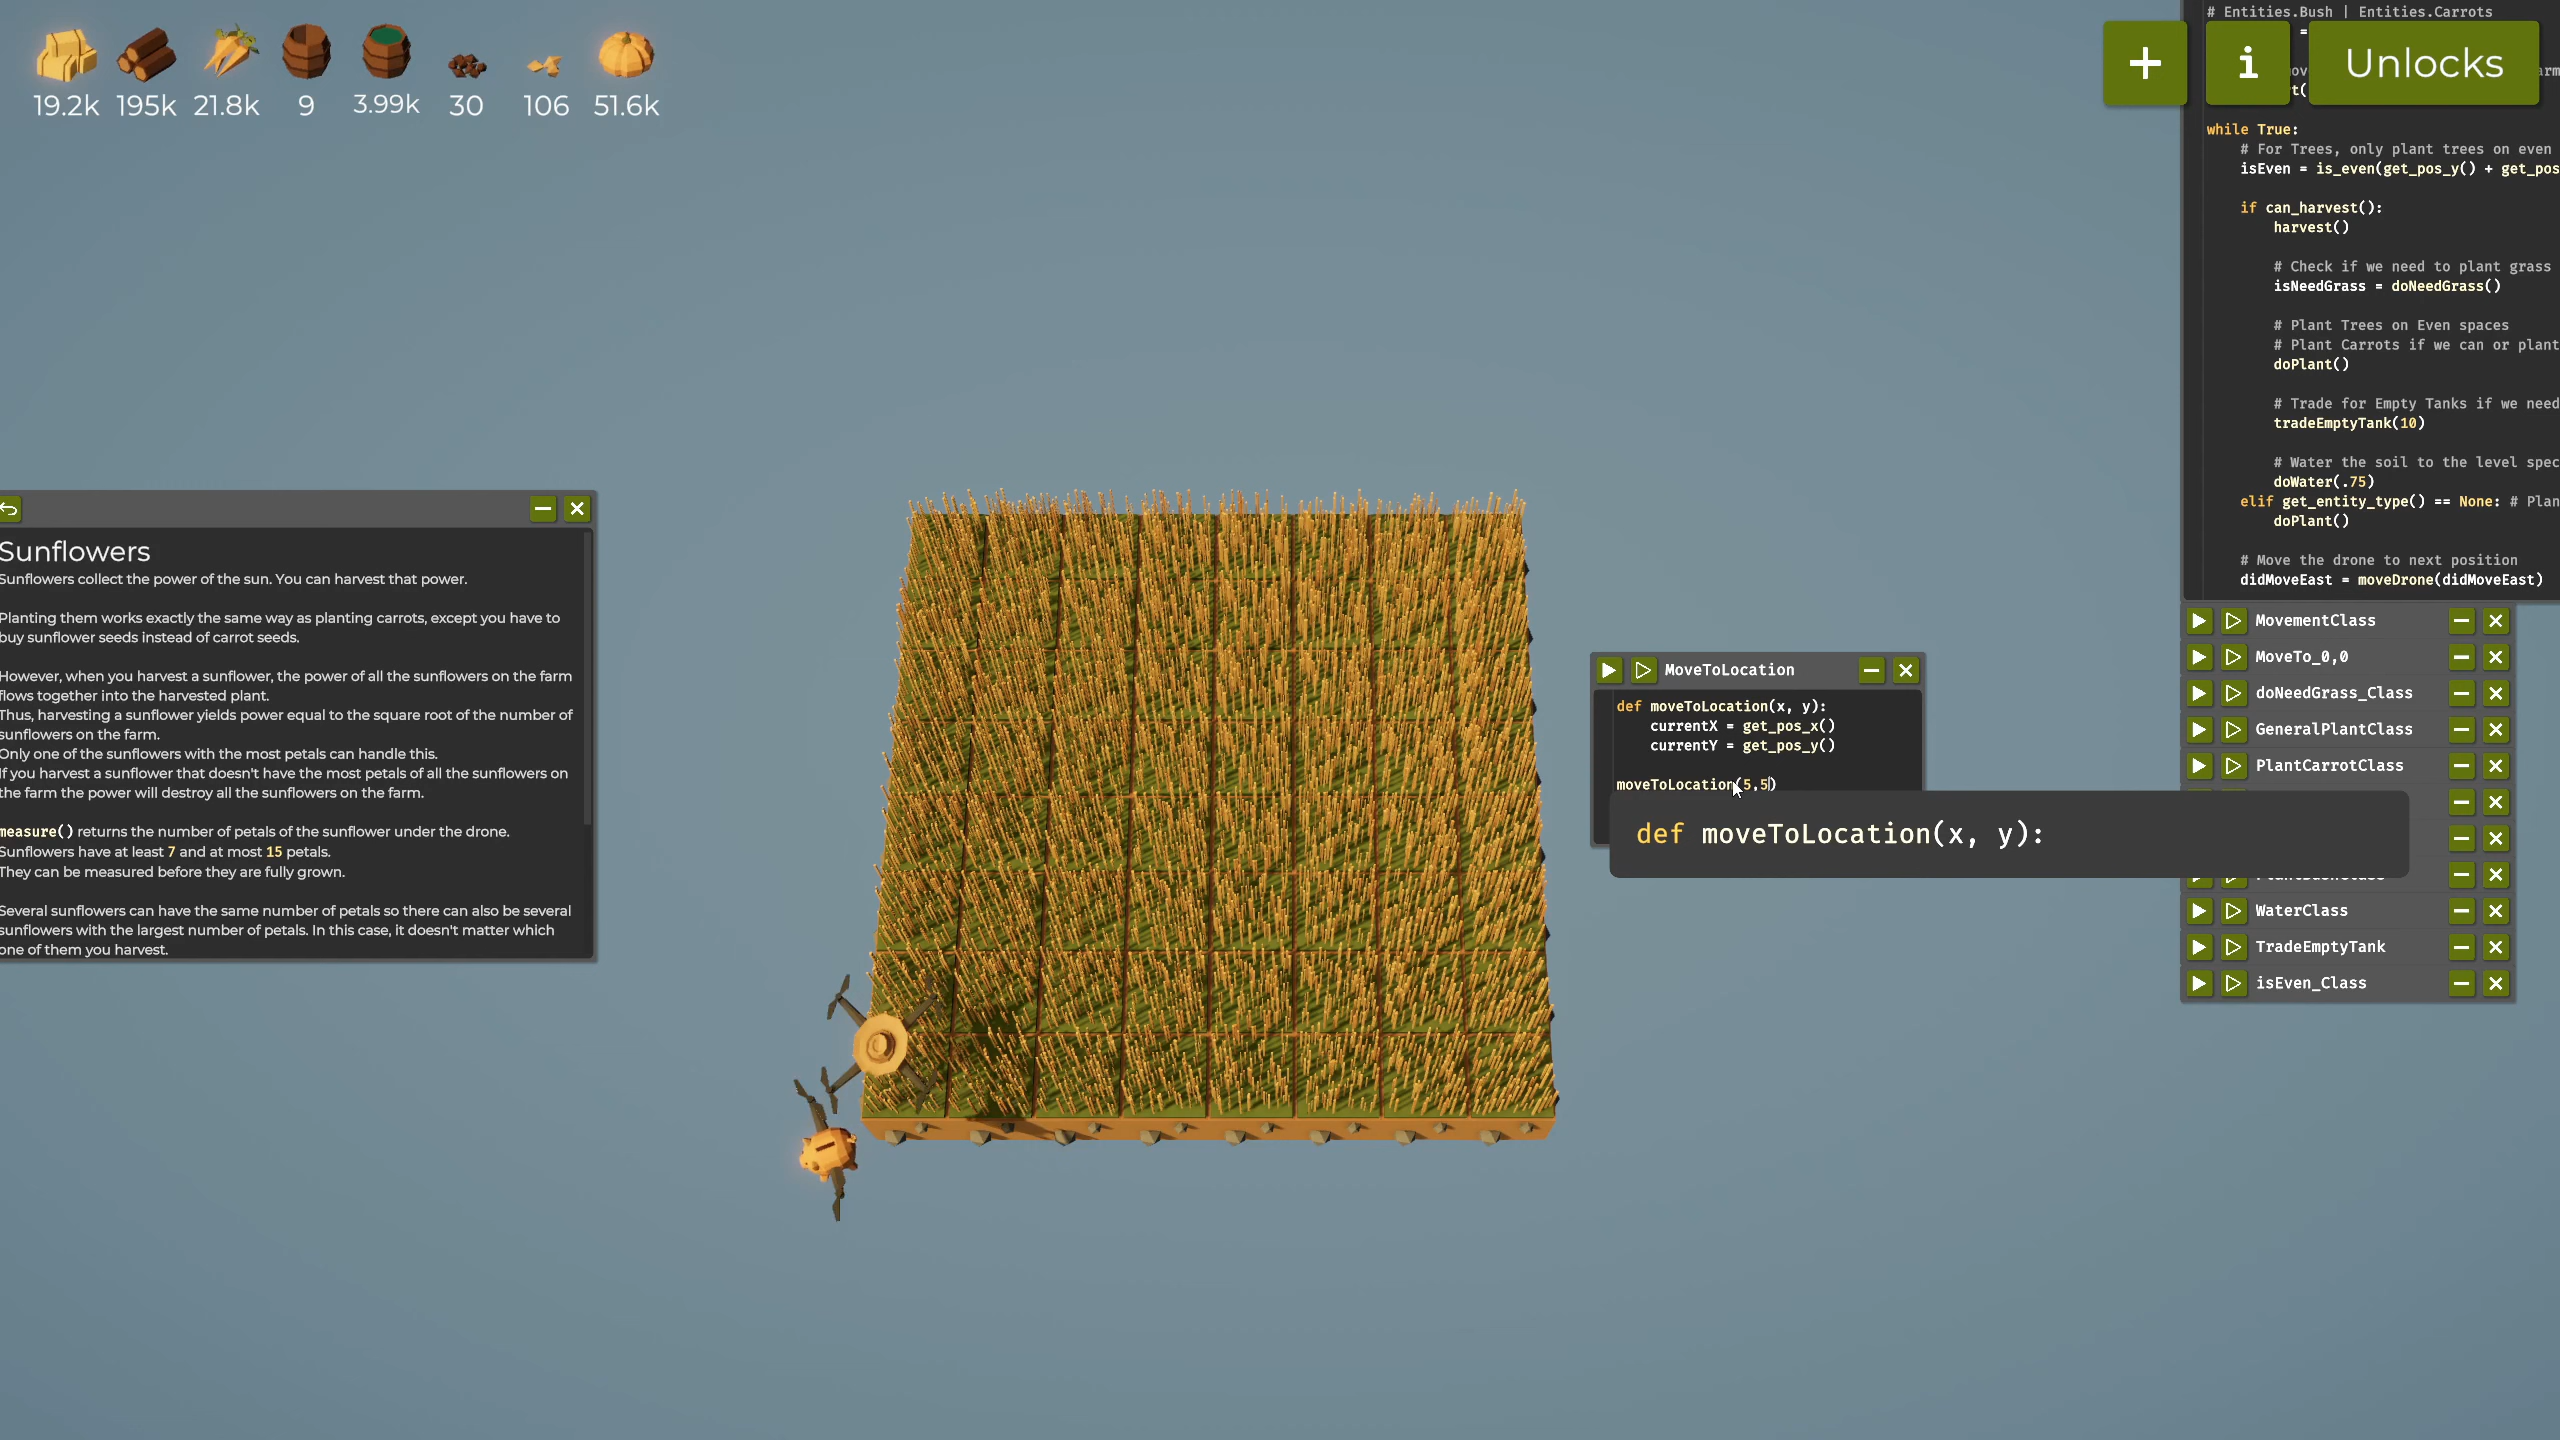 19.2k 195k 21.8k 9 3.99k 30 106 51.6k
+ i Unlocks
# Entities.Bush | Entities.Carrots
while True:
# For Trees, only plant trees on even
isEven = is_even(get_pos_y() + get_pos
if can_harvest():
harvest()
# Check if we need to plant grass
isNeedGrass = doNeedGrass()
# Plant Trees on Even spaces
# Plant Carrots if we can or plant
doPlant()
# Trade for Empty Tanks if we need
tradeEmptyTank(10)
# Water the soil to the level spec
doWater(.75)
elif get_entity_type() == None: # Plan
doPlant()
# Move the drone to next position
didMoveEast = moveDrone(didMoveEast)
Sunflowers
Sunflowers collect the power of the sun. You can harvest that power.
Planting them works exactly the same way as planting carrots, except you have to
buy sunflower seeds instead of carrot seeds.
However, when you harvest a sunflower, the power of all the sunflowers on the farm
flows together into the harvested plant.
Thus, harvesting a sunflower yields power equal to the square root of the number of
sunflowers on the farm.
Only one of the sunflowers with the most petals can handle this.
If you harvest a sunflower that doesn't have the most petals of all the sunflowers on
the farm the power will destroy all the sunflowers on the farm.
measure() returns the number of petals of the sunflower under the drone.
Sunflowers have at least 7 and at most 15 petals.
They can be measured before they are fully grown.
Several sunflowers can have the same number of petals so there can also be several
sunflowers with the largest number of petals. In this case, it doesn't matter which
one of them you harvest.
MoveToLocation
def moveToLocation(x, y):
currentX = get_pos_x()
currentY = get_pos_y()
moveToLocation(5,5)
def moveToLocation(x, y):
MovementClass
MoveTo_0,0
doNeedGrass_Class
GeneralPlantClass
PlantCarrotClass
WaterClass
TradeEmptyTank
isEven_Class